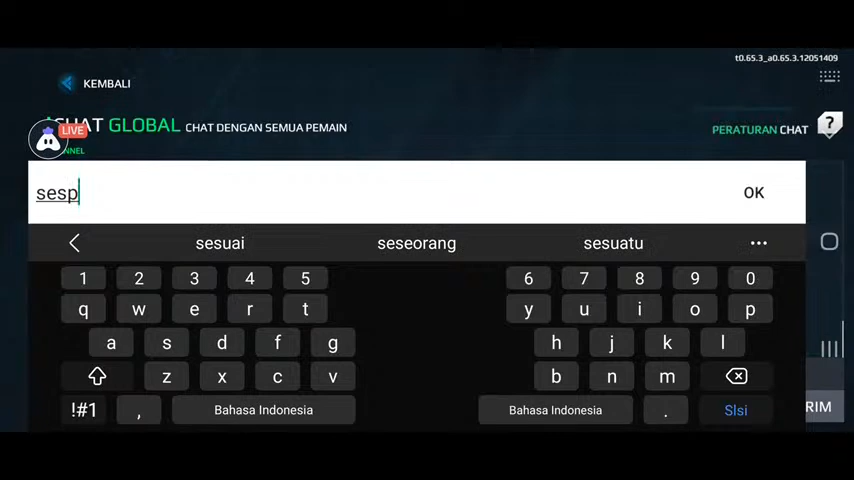 t0.65.3_a0.65.3.12051409
KEMBALI
CHAT GLOBAL CHAT DENGAN SEMUA PEMAIN
PERATURAN CHAT
?
LIVE
sesp
OK
sesuai seseorang sesuatu
1 2 3 4 5 6 7 8 9 0
q w e r t y u i o p
a s d f g h j k l
z x c v b n m
!#1 , Bahasa Indonesia Bahasa Indonesia . Slsi
RIM